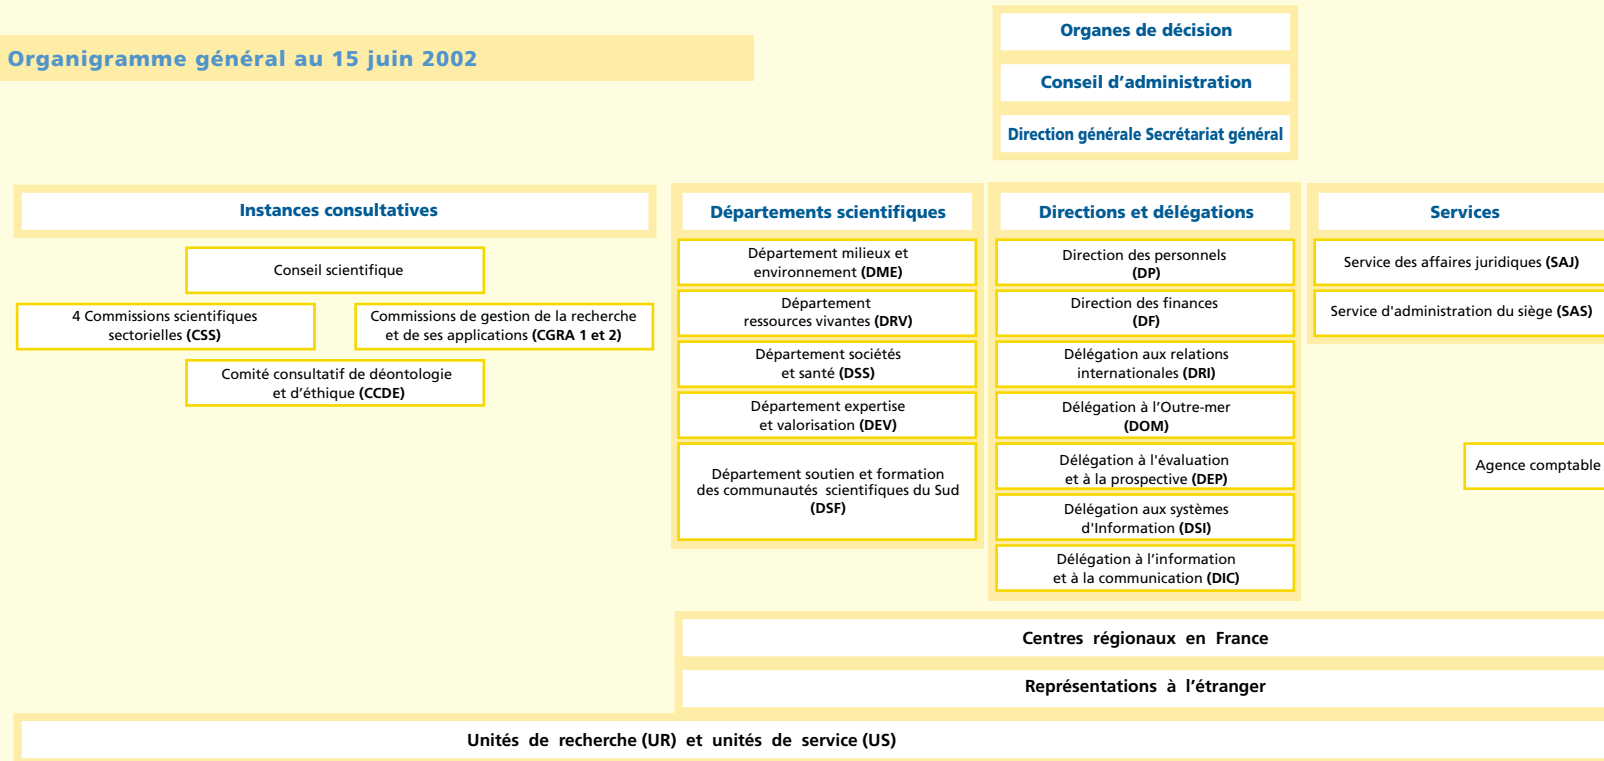 Organigramme général au 15 juin 2002
Organes de décision
Conseil d’administration
Direction générale Secrétariat général
Instances consultatives
Conseil scientifique
4 Commissions scientifiques
sectorielles (CSS)
Commissions de gestion de la recherche
et de ses applications (CGRA 1 et 2)
Comité consultatif de déontologie
et d’éthique (CCDE)
Départements scientifiques
Département milieux et
environnement (DME)
Département
ressources vivantes (DRV)
Département sociétés
et santé (DSS)
Département expertise
et valorisation (DEV)
Département soutien et formation
des communautés scientifiques du Sud
(DSF)
Directions et délégations
Direction des personnels
(DP)
Direction des finances
(DF)
Délégation aux relations
internationales (DRI)
Délégation à l’Outre-mer
(DOM)
Délégation à l'évaluation
et à la prospective (DEP)
Délégation aux systèmes
d'Information (DSI)
Délégation à l’information
et à la communication (DIC)
Services
Service des affaires juridiques (SAJ)
Service d'administration du siège (SAS)
Agence comptable
Centres régionaux en France
Représentations à l’étranger
Unités de recherche (UR) et unités de service (US)